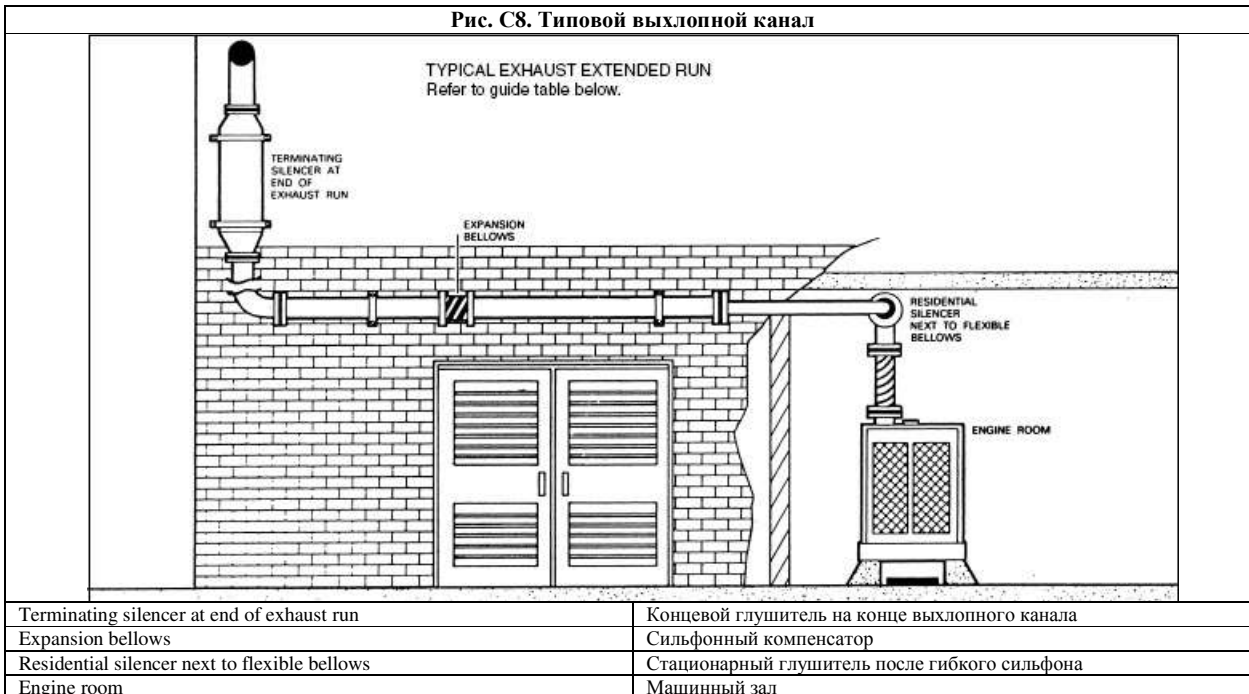 Рис. С8. Типовой выхлопной канал
TYPICAL EXHAUST EXTENDED RUN
Refer to guide table below.
TERMINATING
SILENCER AT
END OF
EXHAUST RUN
EXPANSION
BELLOWS
RESIDENTIAL
SILENCER
NEXT TO FLEXIBLE
BELLOWS
ENGINE ROOM
Terminating silencer at end of exhaust run Концевой глушитель на конце выхлопного канала
Expansion bellows Сильфонный компенсатор
Residential silencer next to flexible bellows Стационарный глушитель после гибкого сильфона
Engine room Машинный зал